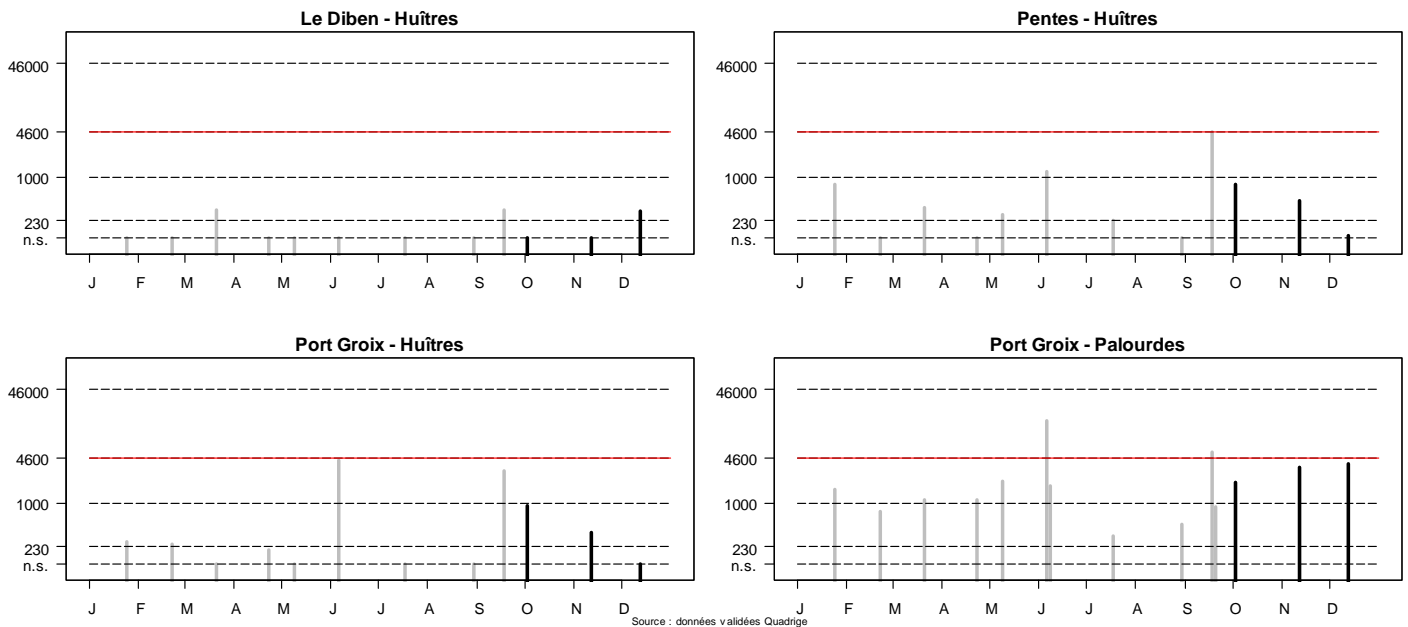 Le Diben - Huîtres
46000
4600
1000
230
n.s.
J F M A M J J A S O N D
Pentes - Huîtres
46000
4600
1000
230
n.s.
J F M A M J J A S O N D
Port Groix - Huîtres
46000
4600
1000
230
n.s.
J F M A M J J A S O N D
Port Groix - Palourdes
46000
4600
1000
230
n.s.
J F M A M J J A S O N D
Source : données validées Quadrige